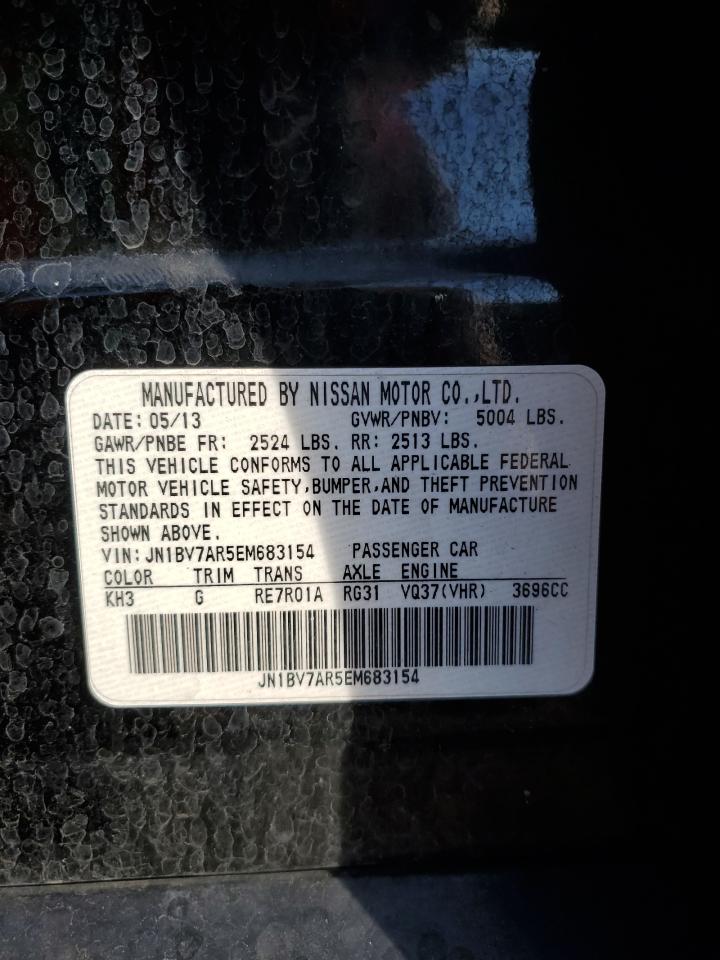 MANUFACTURED BY NISSAN MOTOR CO.,LTD.
DATE: 05/13 GVWR/PNBV: 5004 LBS.
GAWR/PNBE FR: 2524 LBS. RR: 2513 LBS.
THIS VEHICLE CONFORMS TO ALL APPLICABLE FEDERAL
MOTOR VEHICLE SAFETY,BUMPER,AND THEFT PREVENTION
STANDARDS IN EFFECT ON THE DATE OF MANUFACTURE
SHOWN ABOVE.
VIN: JN1BV7AR5EM683154 PASSENGER CAR
COLOR TRIM TRANS AXLE ENGINE
KH3 G RE7R01A RG31 VQ37(VHR) 3696CC
JN1BV7AR5EM683154